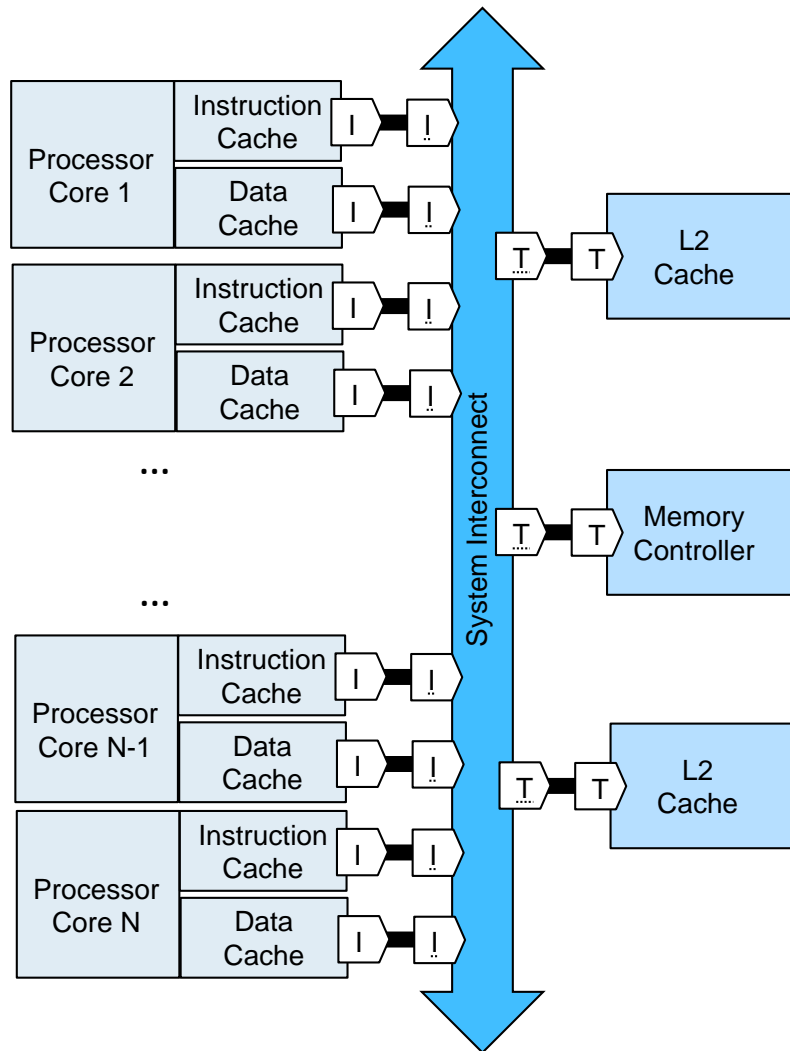 Processor
Core 1
Instruction
Cache
I
I
Data
Cache
I
I
Processor
Core 2
Instruction
Cache
I
I
Data
Cache
I
I
...
...
Processor
Core N-1
Instruction
Cache
I
I
Data
Cache
I
I
Processor
Core N
Instruction
Cache
I
I
Data
Cache
I
I
System Interconnect
T
T
L2
Cache
T
T
Memory
Controller
T
T
L2
Cache